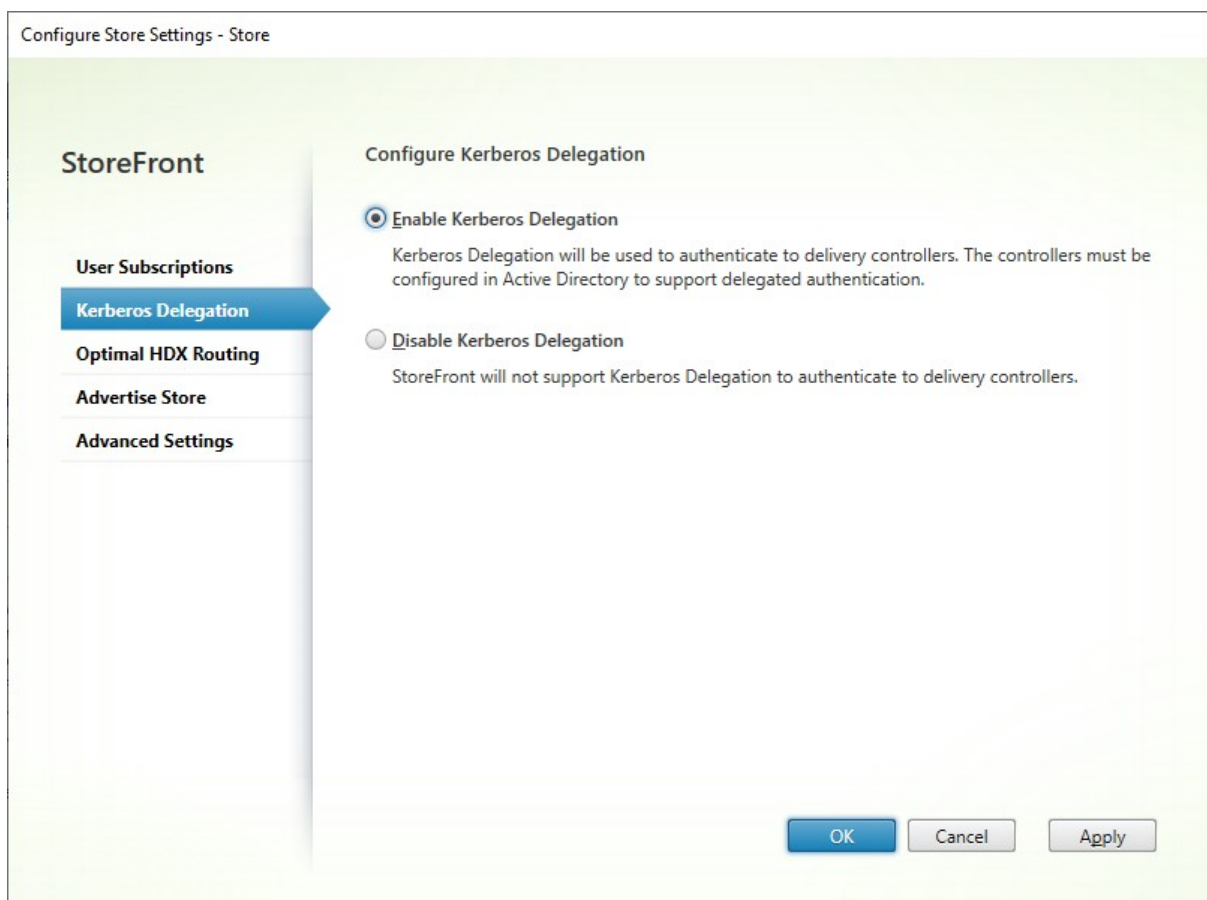 Configure Store Settings - Store
StoreFront
User Subscriptions
Kerberos Delegation
Optimal HDX Routing
Advertise Store
Advanced Settings
Configure Kerberos Delegation
Enable Kerberos Delegation
Kerberos Delegation will be used to authenticate to delivery controllers. The controllers must be
configured in Active Directory to support delegated authentication.
Disable Kerberos Delegation
StoreFront will not support Kerberos Delegation to authenticate to delivery controllers.
OK
Cancel
Apply